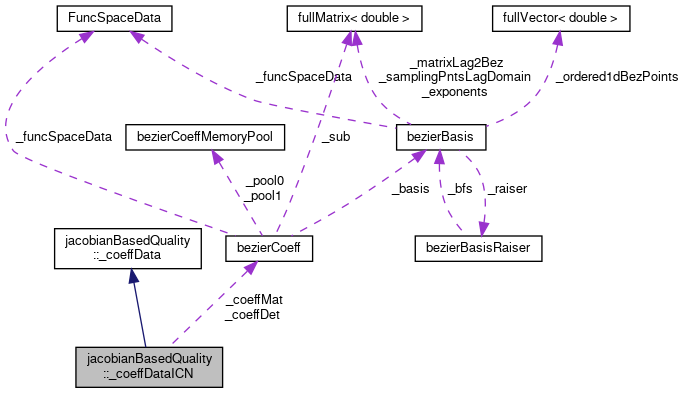 FuncSpaceData
fullMatrix< double >
fullVector< double >
_matrixLag2Bez
_samplingPntsLagDomain
_exponents
_funcSpaceData
_ordered1dBezPoints
_funcSpaceData
bezierCoeffMemoryPool
_sub
bezierBasis
_pool0
_pool1
_basis
_bfs
_raiser
jacobianBasedQuality
::_coeffData
bezierCoeff
bezierBasisRaiser
_coeffMat
_coeffDet
jacobianBasedQuality
::_coeffDataICN